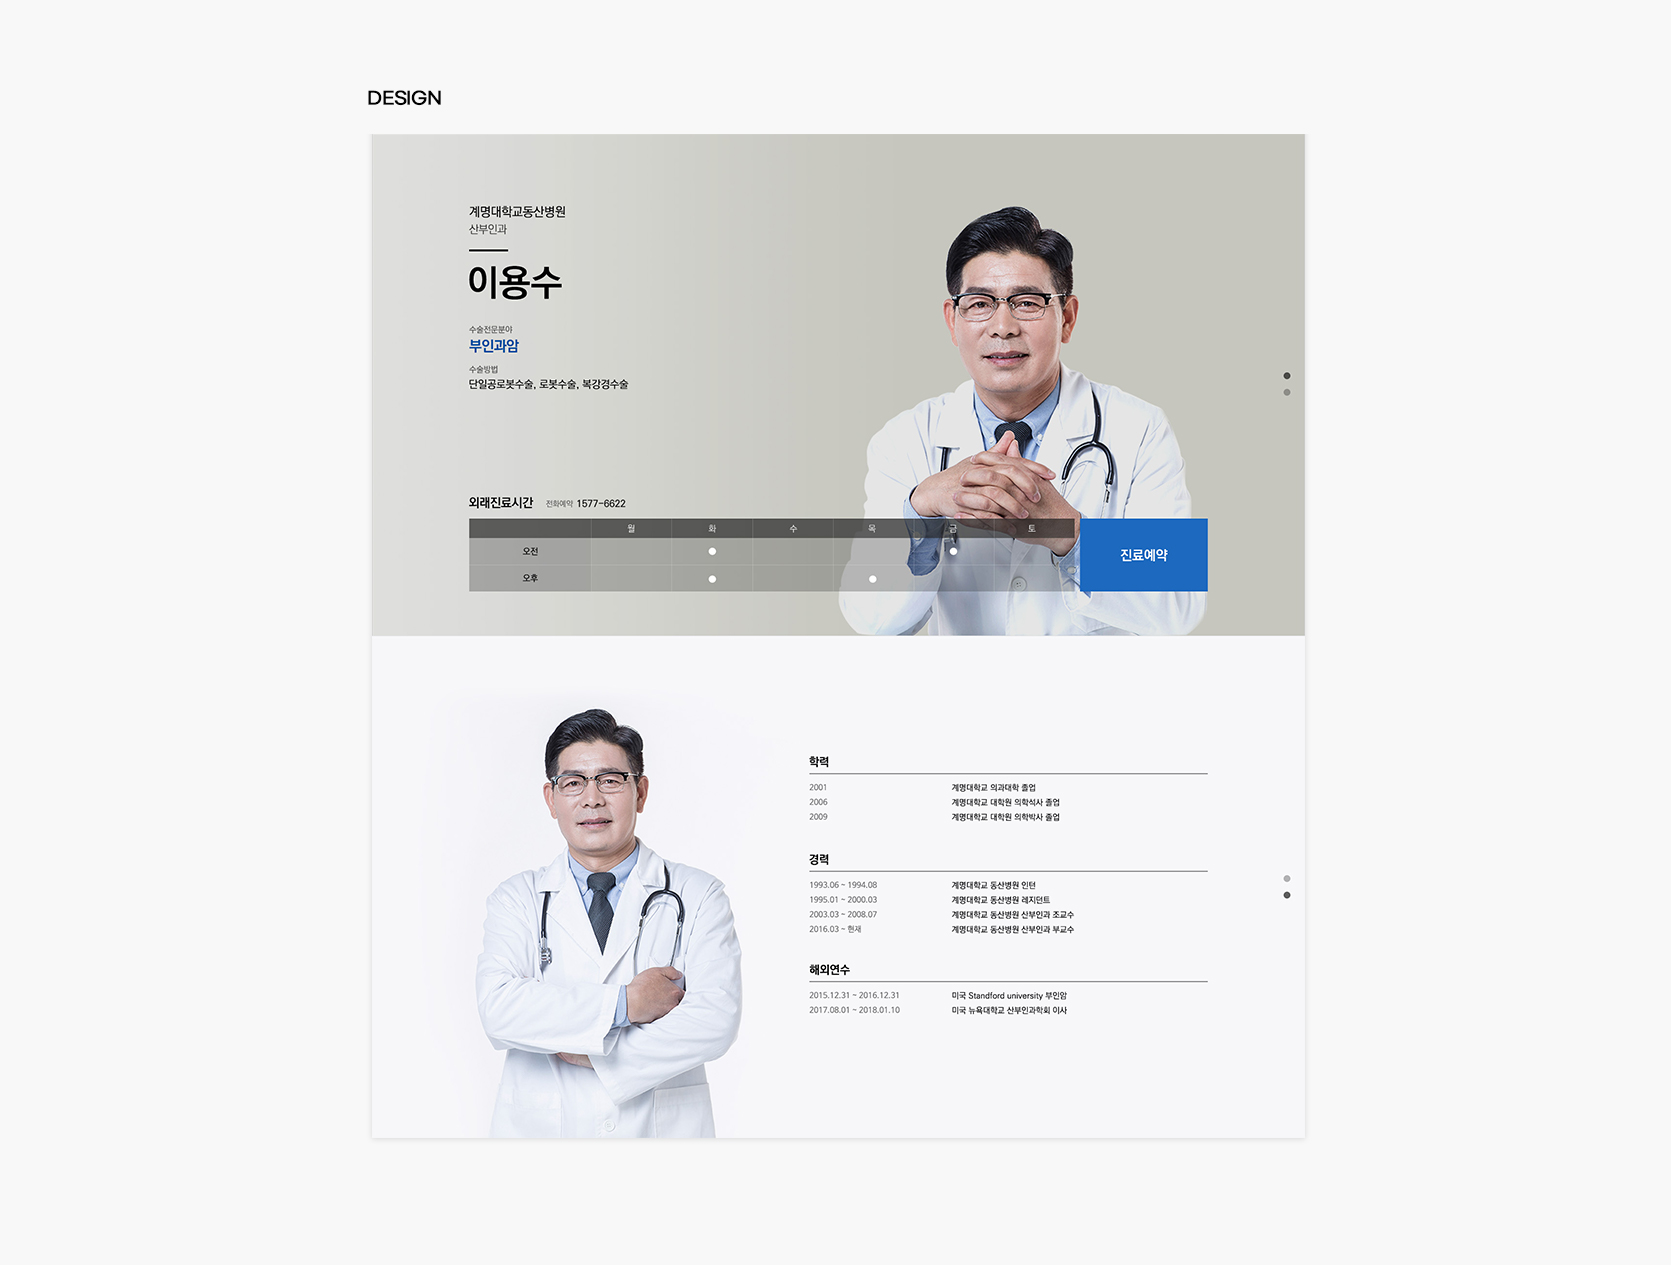 DESIGN
계명대학교동산병원
산부인과
이용수
수술전문분야
부인과암
수술방법
단일공로봇수술, 로봇수술, 복강경수술
외래진료시간 전화예약 1577-6622
월 화 수 목 금 토
오전
오후
진료예약
학력
2001 계명대학교 의과대학 졸업
2006 계명대학교 대학원 의학석사 졸업
2009 계명대학교 대학원 의학박사 졸업
경력
1993.06 ~ 1994.08 계명대학교 동산병원 인턴
1995.01 ~ 2000.03 계명대학교 동산병원 레지던트
2003.03 ~ 2008.07 계명대학교 동산병원 산부인과 조교수
2016.03 ~ 현재 계명대학교 동산병원 산부인과 부교수
해외연수
2015.12.31 ~ 2016.12.31 미국 Standford university 부인암
2017.08.01 ~ 2018.01.10 미국 뉴욕대학교 산부인과학회 이사